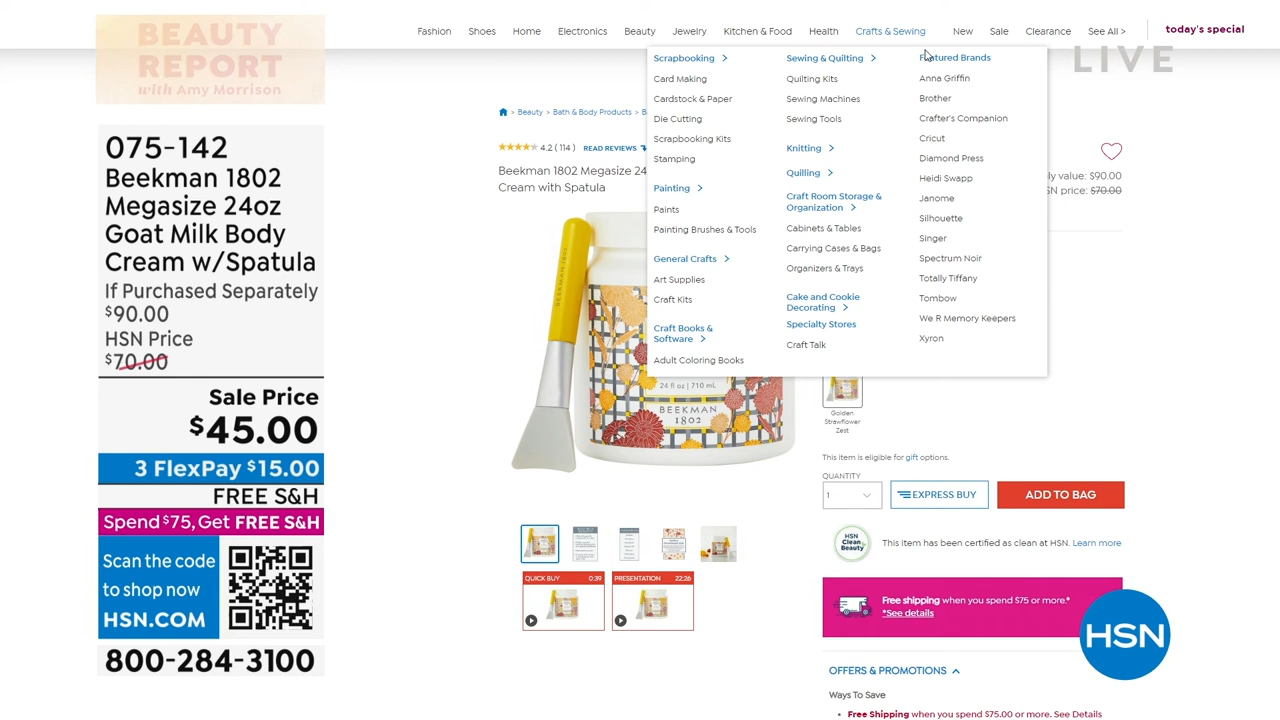 BEAUTY
REPORT
with Amy Morrison
075-142
Beekman 1802
Megasize 24oz
Goat Milk Body
Cream w/Spatula
If Purchased Separately
$90.00
HSN Price
$70.00
Sale Price
$45.00
3 FlexPay $15.00
FREE S&H
Spend $75, Get FREE S&H
Scan the code
to shop now
HSN.COM
800-284-3100
Fashion Shoes Home Electronics Beauty Jewelry Kitchen & Food Health Crafts & Sewing New Sale Clearance See All > today's special
LIVE
> Beauty > Bath & Body Products >
4.2 (114) READ REVIEWS
Beekman 1802 Megasize 24
Cream with Spatula
Scrapbooking >
Card Making
Cardstock & Paper
Die Cutting
Scrapbooking Kits
Stamping
Painting >
Paints
Painting Brushes & Tools
General Crafts >
Art Supplies
Craft Kits
Craft Books &
Software >
Adult Coloring Books
Sewing & Quilting >
Quilting Kits
Sewing Machines
Sewing Tools
Knitting >
Quilling >
Craft Room Storage &
Organization >
Cabinets & Tables
Carrying Cases & Bags
Organizers & Trays
Cake and Cookie
Decorating >
Specialty Stores
Craft Talk
Featured Brands
Anna Griffin
Brother
Crafter's Companion
Cricut
Diamond Press
Heidi Swapp
Janome
Silhouette
Singer
Spectrum Noir
Totally Tiffany
Tombow
We R Memory Keepers
Xyron
value: $90.00
price: $70.00
BEEKMAN 1802
24 fl oz | 710 mL
BEEKMAN
1802
Golden
Strawflower
Zest
This item is eligible for gift options.
QUANTITY
1
EXPRESS BUY
ADD TO BAG
HSN
Clean
Beauty
This item has been certified as clean at HSN. Learn more
QUICK BUY 0:39
PRESENTATION 22:26
Free shipping when you spend $75 or more.*
*See details
HSN
OFFERS & PROMOTIONS
Ways To Save
• Free Shipping when you spend $75.00 or more. See Details